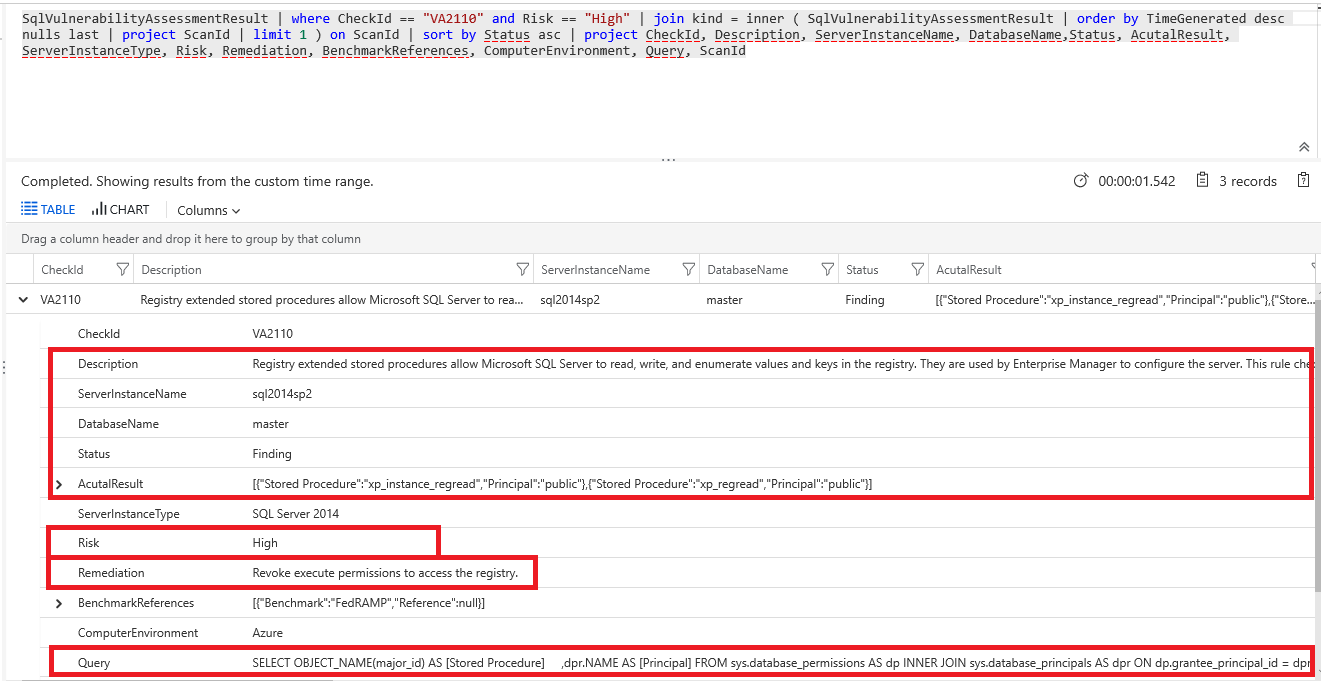 SqlVulnerabilityAssessmentResult | where CheckId == "VA2110" and Risk == "High" | join kind = inner ( SqlVulnerabilityAssessmentResult | order by TimeGenerated desc
nulls last | project ScanId | limit 1 ) on ScanId | sort by Status asc | project CheckId, Description, ServerInstanceName, DatabaseName,Status, AcutalResult,
ServerInstanceType, Risk, Remediation, BenchmarkReferences, ComputerEnvironment, Query, ScanId
...
Completed. Showing results from the custom time range. 00:00:01.542 3 records
TABLE CHART Columns
Drag a column header and drop it here to group by that column
CheckId Description ServerInstanceName DatabaseName Status AcutalResult
VA2110 Registry extended stored procedures allow Microsoft SQL Server to rea... sql2014sp2 master Finding [{"Stored Procedure":"xp_instance_regread","Principal":"public"},{"Store...
CheckId VA2110
Description Registry extended stored procedures allow Microsoft SQL Server to read, write, and enumerate values and keys in the registry. They are used by Enterprise Manager to configure the server. This rule che
ServerInstanceName sql2014sp2
DatabaseName master
Status Finding
AcutalResult [{"Stored Procedure":"xp_instance_regread","Principal":"public"},{"Stored Procedure":"xp_regread","Principal":"public"}]
ServerInstanceType SQL Server 2014
Risk High
Remediation Revoke execute permissions to access the registry.
BenchmarkReferences [{"Benchmark":"FedRAMP","Reference":null}]
ComputerEnvironment Azure
Query SELECT OBJECT_NAME(major_id) AS [Stored Procedure] ,dpr.NAME AS [Principal] FROM sys.database_permissions AS dp INNER JOIN sys.database_principals AS dpr ON dp.grantee_principal_id = dpr